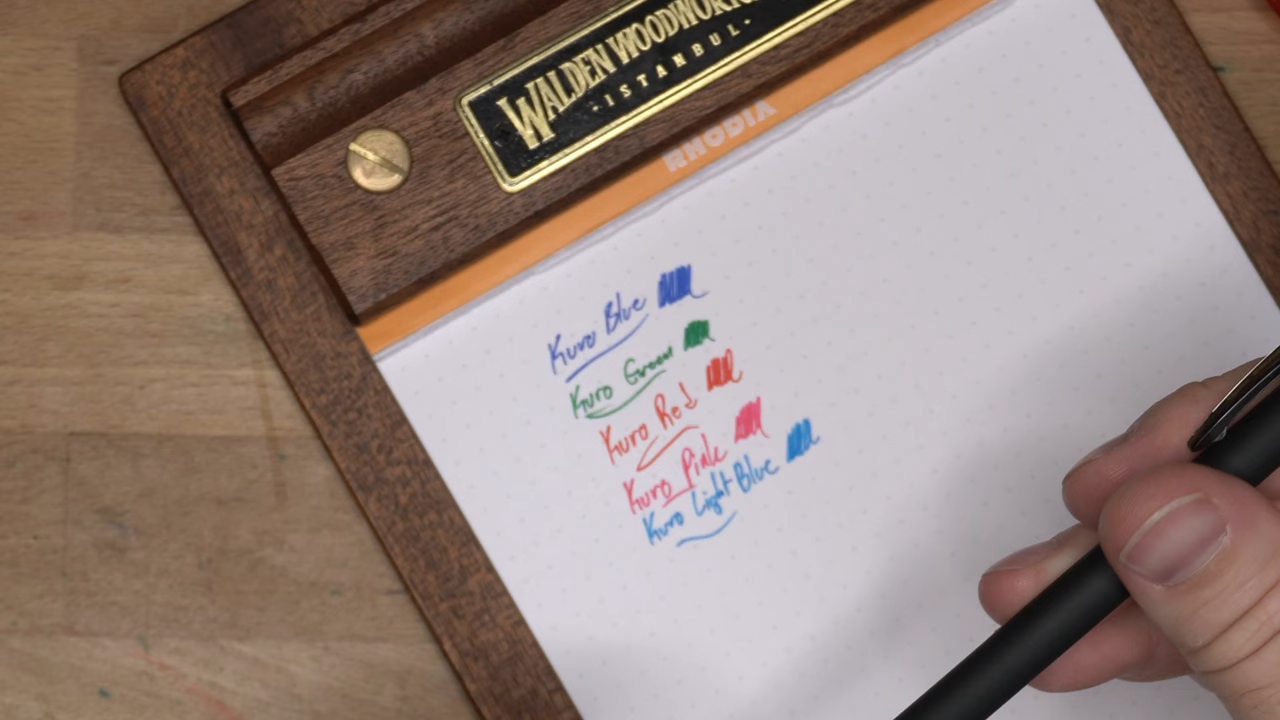 WALDEN WOODWORK
-ISTANBUL-
RHODIA
Kuro Blue
Kuro Green
Kuro Red
Kuro Pink
Kuro Light Blue